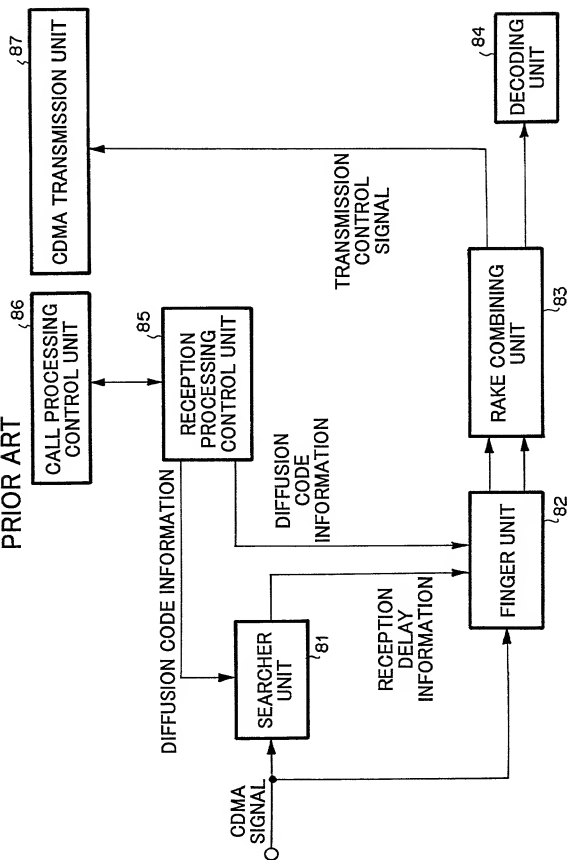 PRIOR ART
CALL PROCESSING
CONTROL UNIT
86
CDMA TRANSMISSION UNIT
87
RECEPTION
PROCESSING
CONTROL UNIT
85
DIFFUSION CODE INFORMATION
DIFFUSION
CODE
INFORMATION
TRANSMISSION
CONTROL
SIGNAL
CDMA
SIGNAL
SEARCHER
UNIT
81
RECEPTION
DELAY
INFORMATION
FINGER UNIT
82
RAKE COMBINING
UNIT
83
DECODING
UNIT
84